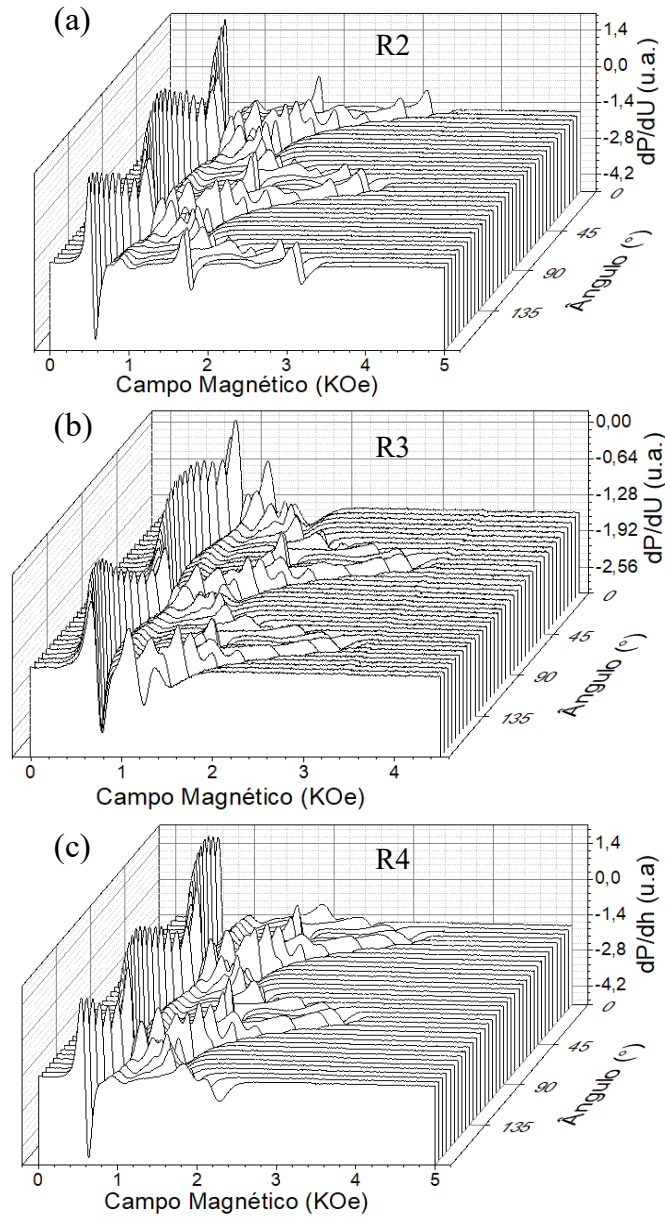 (a)
R2
1,4
0,0
-1,4
-2,8
-4,2
dP/dU (u.a.)
0
45
90
135
Ângulo (°)
0 1 2 3 4 5
Campo Magnético (KOe)
(b)
R3
0,00
-0,64
-1,28
-1,92
-2,56
dP/dU (u.a.)
0
45
90
135
Ângulo (°)
0 1 2 3 4
Campo Magnético (KOe)
(c)
R4
1,4
0,0
-1,4
-2,8
-4,2
dP/dh (u.a)
0
45
90
135
Ângulo (°)
0 1 2 3 4 5
Campo Magnético (KOe)